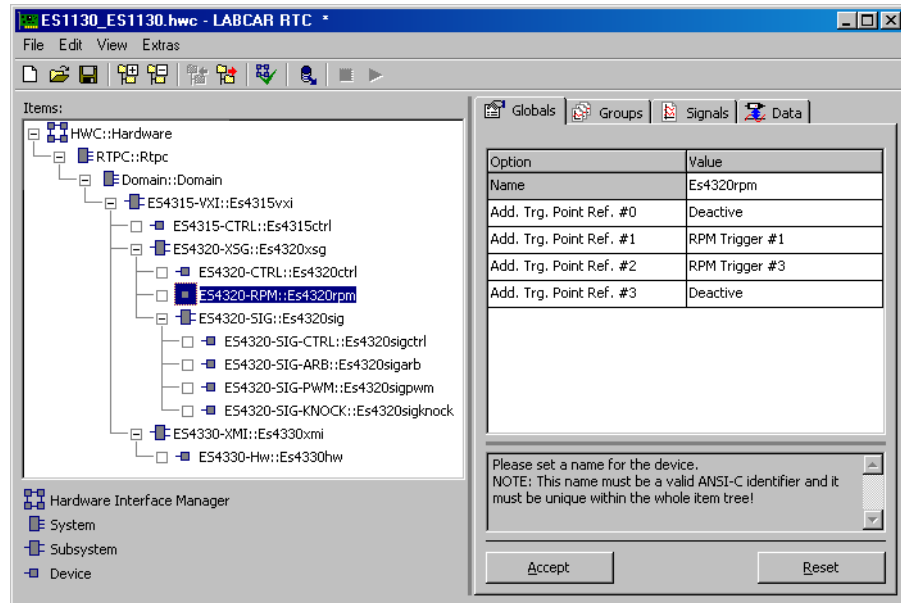 ES1130_ES1130.hwc - LABCAR RTC *
File Edit View Extras
Items:
HWC::Hardware
RTPC::Rtpc
Domain::Domain
ES4315-VXI::Es4315vxi
ES4315-CTRL::Es4315ctrl
ES4320-XSG::Es4320xsg
ES4320-CTRL::Es4320ctrl
ES4320-RPM::Es4320rpm
ES4320-SIG::Es4320sig
ES4320-SIG-CTRL::Es4320sigctrl
ES4320-SIG-ARB::Es4320sigarb
ES4320-SIG-PWM::Es4320sigpwm
ES4320-SIG-KNOCK::Es4320sigknock
ES4330-XMI::Es4330xmi
ES4330-Hw::Es4330hw
Hardware Interface Manager
System
Subsystem
Device
Globals Groups Signals Data
Option Value
Name Es4320rpm
Add. Trg. Point Ref. #0 Deactive
Add. Trg. Point Ref. #1 RPM Trigger #1
Add. Trg. Point Ref. #2 RPM Trigger #3
Add. Trg. Point Ref. #3 Deactive
Please set a name for the device.
NOTE: This name must be a valid ANSI-C identifier and it
must be unique within the whole item tree!
Accept Reset